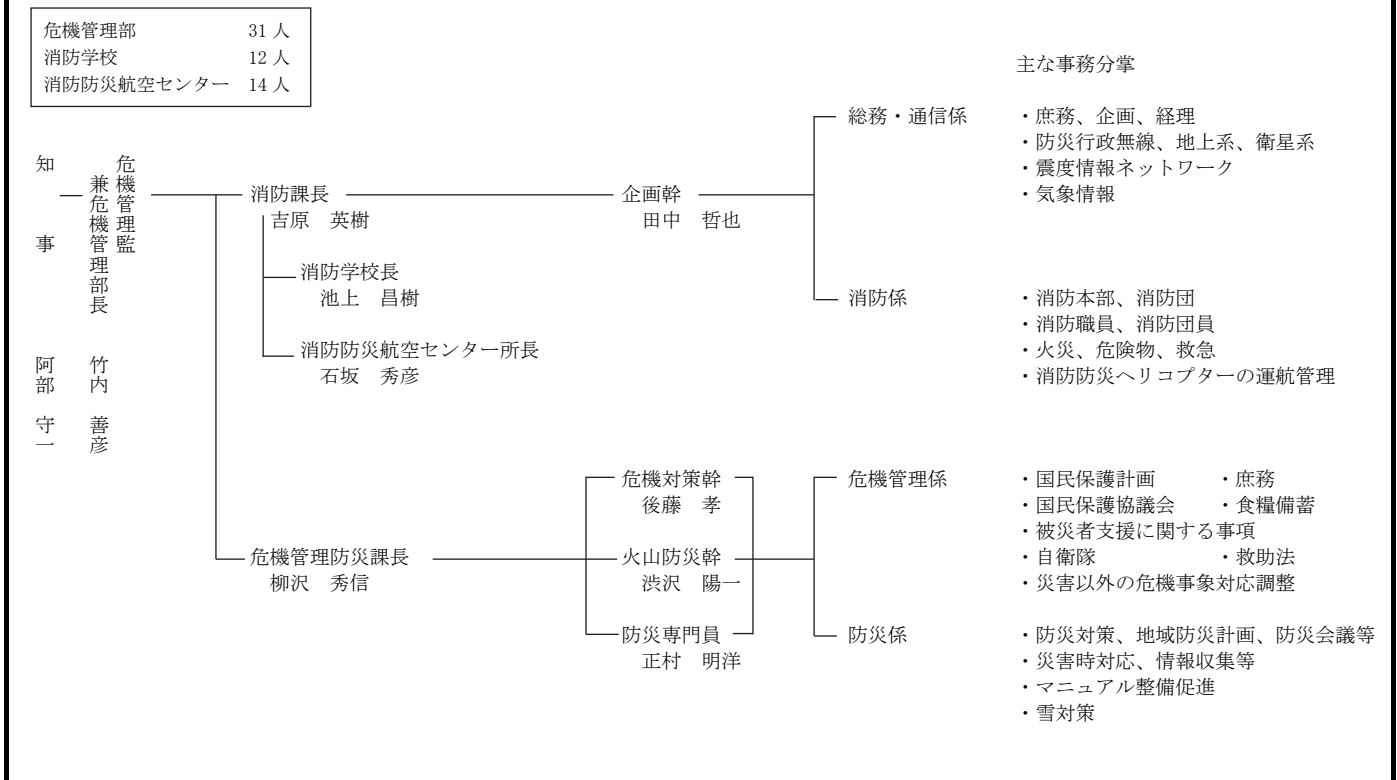 危機管理部 31人
消防学校 12人
消防防災航空センター 14人
主な事務分掌
知事 阿部 守一
危機管理監
兼危機管理部長 竹内 善彦
消防課長
吉原 英樹
消防学校長
池上 昌樹
消防防災航空センター所長
石坂 秀彦
企画幹
田中 哲也
総務・通信係
・庶務、企画、経理
・防災行政無線、地上系、衛星系
・震度情報ネットワーク
・気象情報
消防係
・消防本部、消防団
・消防職員、消防団員
・火災、危険物、救急
・消防防災ヘリコプターの運航管理
危機管理防災課長
柳沢 秀信
危機対策幹
後藤 孝
火山防災幹
渋沢 陽一
防災専門員
正村 明洋
危機管理係
・国民保護計画 ・庶務
・国民保護協議会 ・食糧備蓄
・被災者支援に関する事項
・自衛隊 ・救助法
・災害以外の危機事象対応調整
防災係
・防災対策、地域防災計画、防災会議等
・災害時対応、情報収集等
・マニュアル整備促進
・雪対策